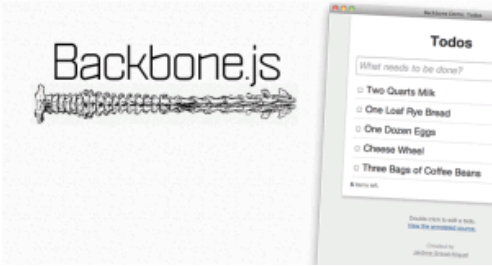 Backbone.js
Backbone Demo: Todos
Todos
What needs to be done?
Two Quarts Milk
One Loaf Rye Bread
One Dozen Eggs
Cheese Wheel
Three Bags of Coffee Beans
items left
Double-click to edit a todo.
View the annotated source.
Created by